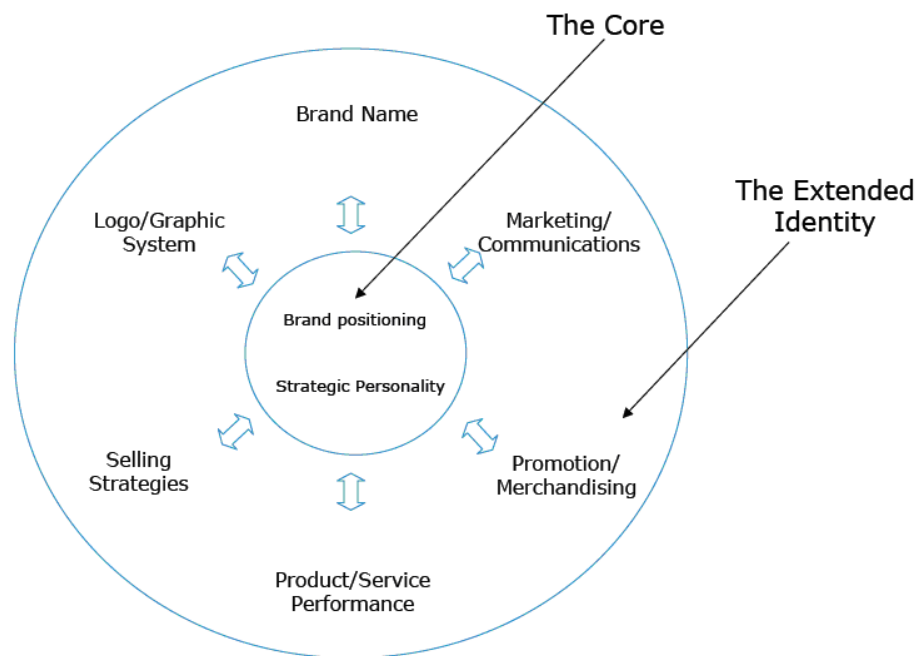 The Core
Brand Name
The Extended
Identity
Logo/Graphic
System
Marketing/
Communications
Brand positioning
Strategic Personality
Selling
Strategies
Promotion/
Merchandising
Product/Service
Performance